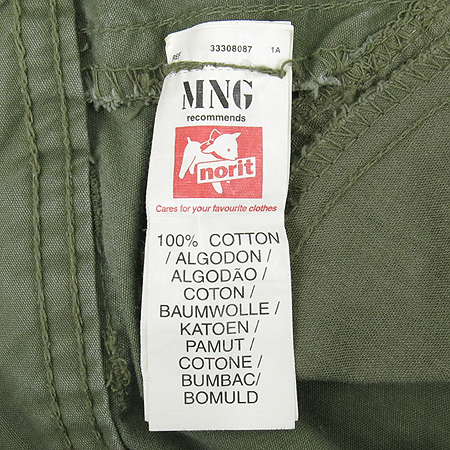 REF 33308087 1A
MNG
recommends
norit
Cares for your favourite clothes
100% COTTON
/ ALGODON /
ALGODÃO /
COTON /
BAUMWOLLE /
KATOEN /
PAMUT /
COTONE /
BUMBAC/
BOMULD